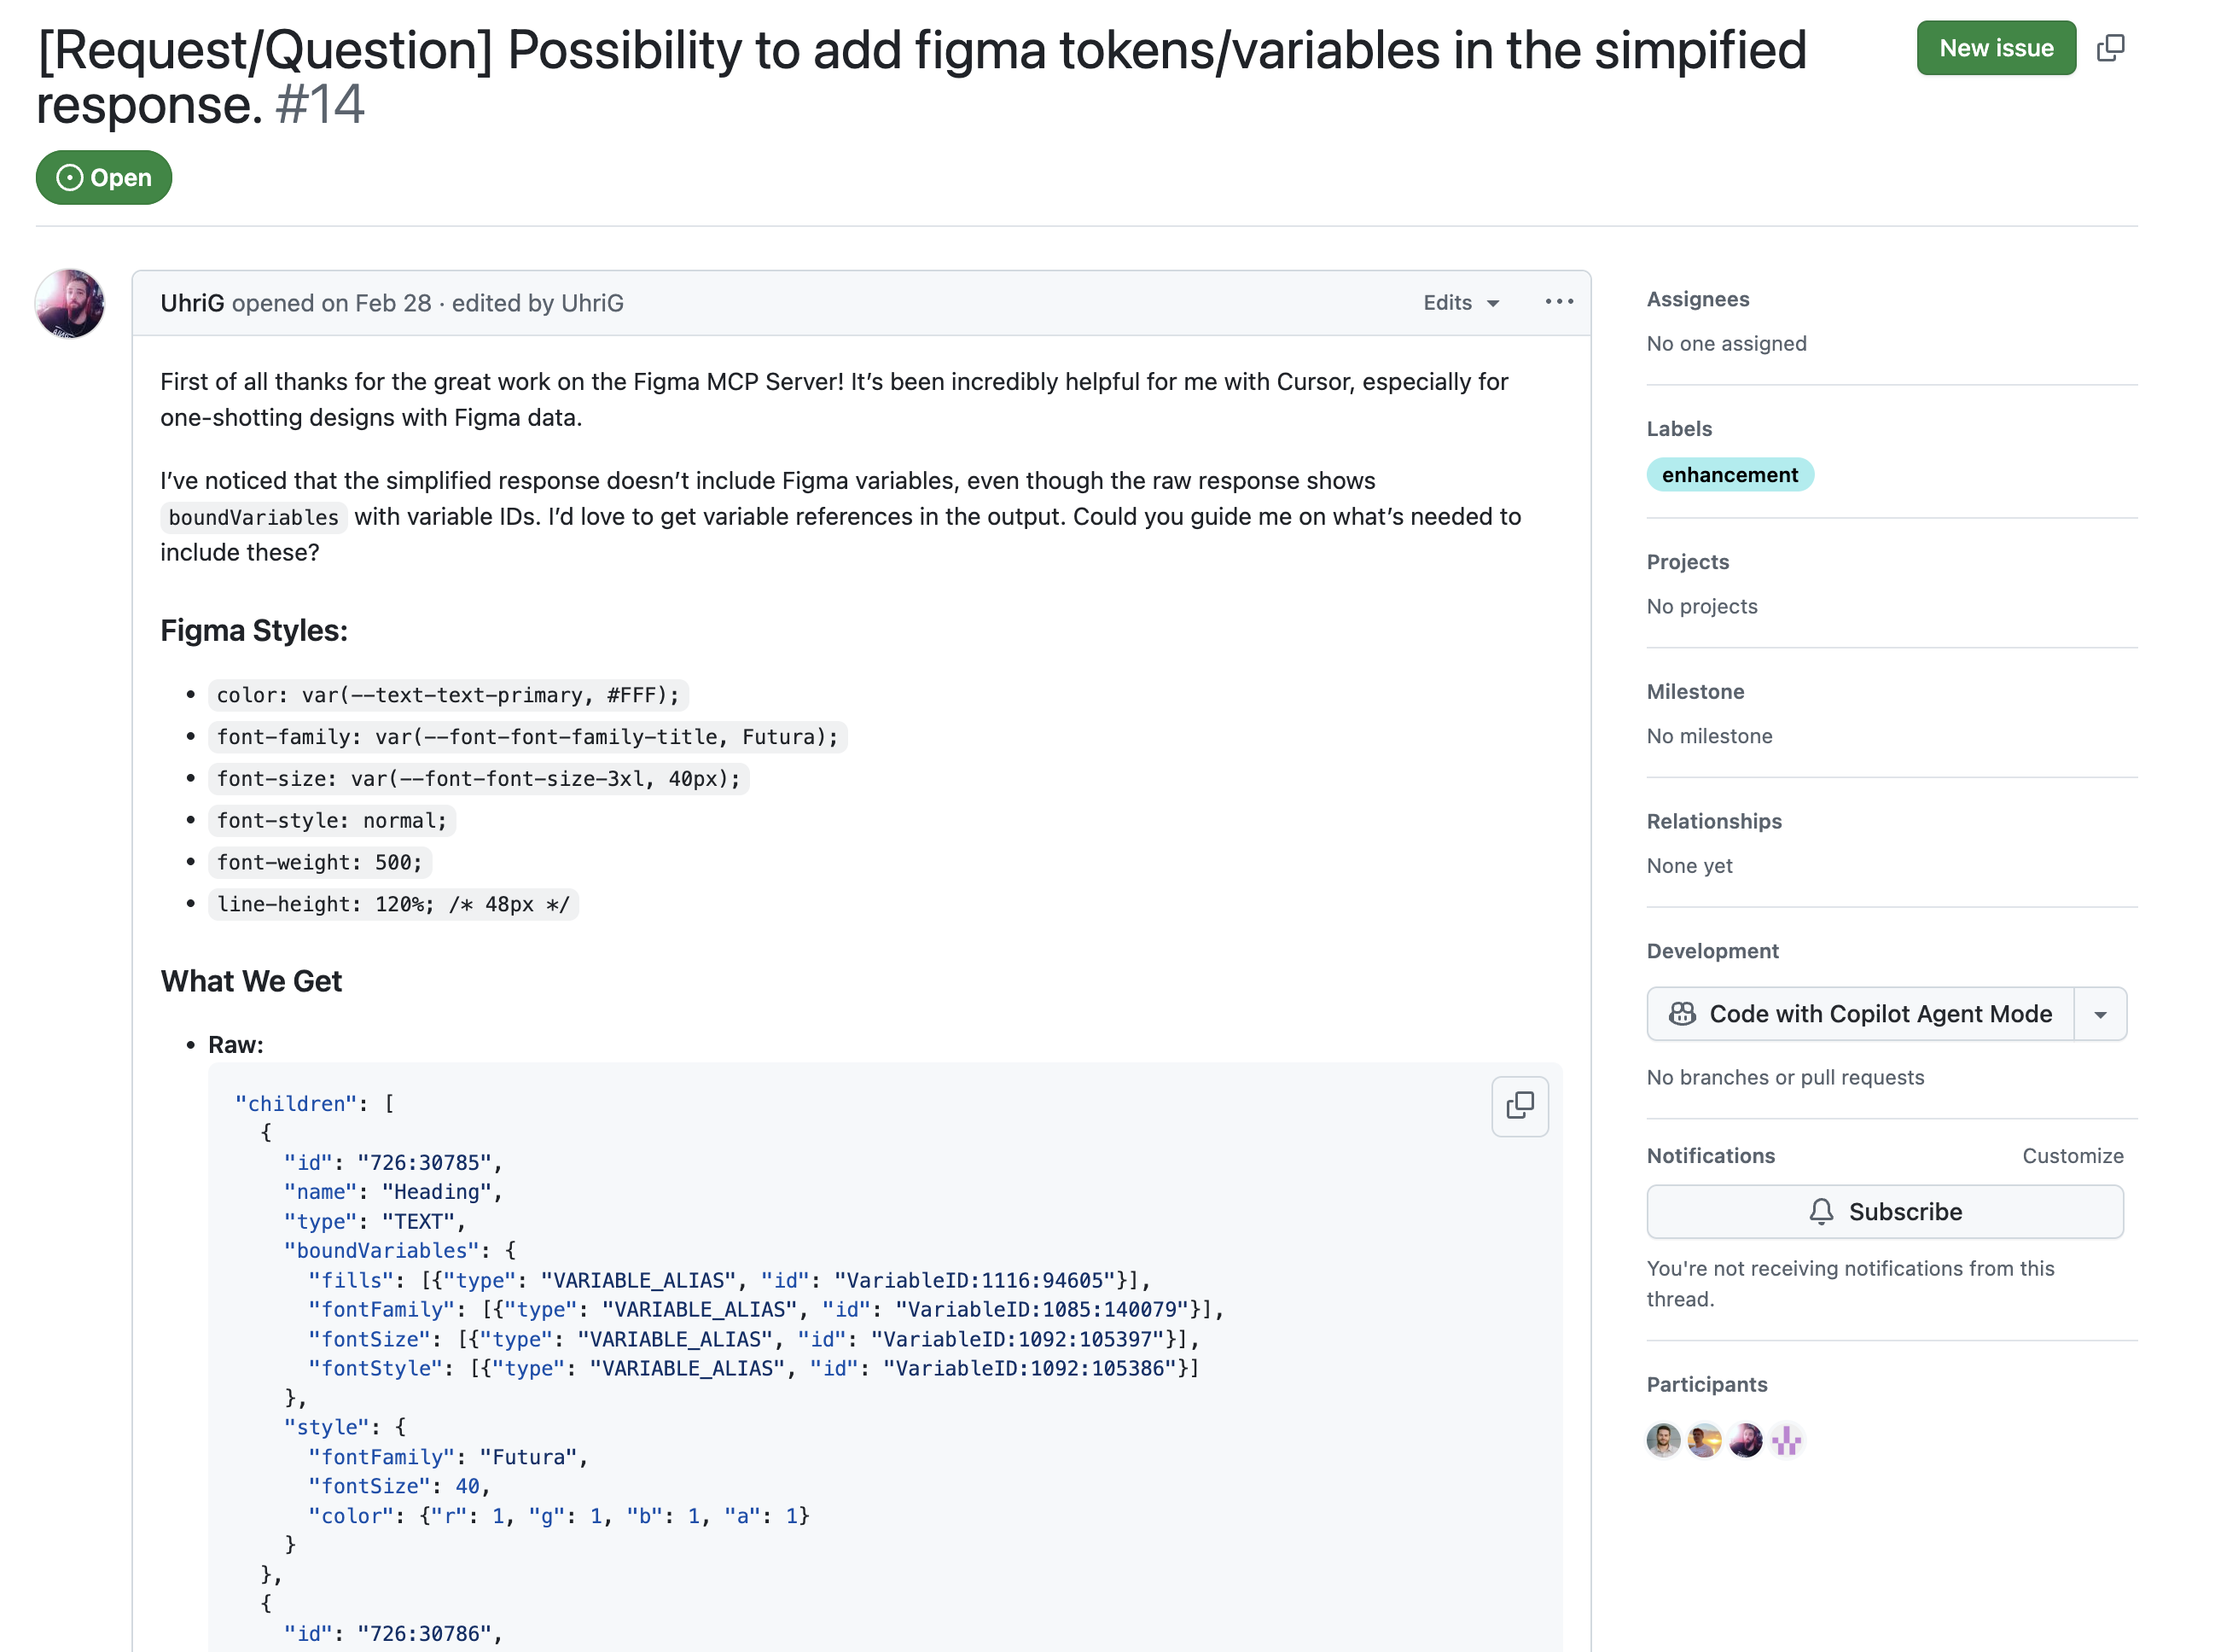 [Request/Question] Possibility to add figma tokens/variables in the simpified
response. #14
New issue
Open
UhriG opened on Feb 28 · edited by UhriG
Edits
First of all thanks for the great work on the Figma MCP Server! It’s been incredibly helpful for me with Cursor, especially for
one-shotting designs with Figma data.
I’ve noticed that the simplified response doesn’t include Figma variables, even though the raw response shows
boundVariables with variable IDs. I’d love to get variable references in the output. Could you guide me on what’s needed to
include these?
Figma Styles:
• color: var(--text-text-primary, #FFF);
• font-family: var(--font-font-family-title, Futura);
• font-size: var(--font-font-size-3xl, 40px);
• font-style: normal;
• font-weight: 500;
• line-height: 120%; /* 48px */
What We Get
• Raw:
"children": [
{
"id": "726:30785",
"name": "Heading",
"type": "TEXT",
"boundVariables": {
"fills": [{"type": "VARIABLE_ALIAS", "id": "VariableID:1116:94605"}],
"fontFamily": [{"type": "VARIABLE_ALIAS", "id": "VariableID:1085:140079"}],
"fontSize": [{"type": "VARIABLE_ALIAS", "id": "VariableID:1092:105397"}],
"fontStyle": [{"type": "VARIABLE_ALIAS", "id": "VariableID:1092:105386"}]
},
"style": {
"fontFamily": "Futura",
"fontSize": 40,
"color": {"r": 1, "g": 1, "b": 1, "a": 1}
}
},
{
"id": "726:30786",
Assignees
No one assigned
Labels
enhancement
Projects
No projects
Milestone
No milestone
Relationships
None yet
Development
Code with Copilot Agent Mode
No branches or pull requests
Notifications
Customize
Subscribe
You're not receiving notifications from this
thread.
Participants